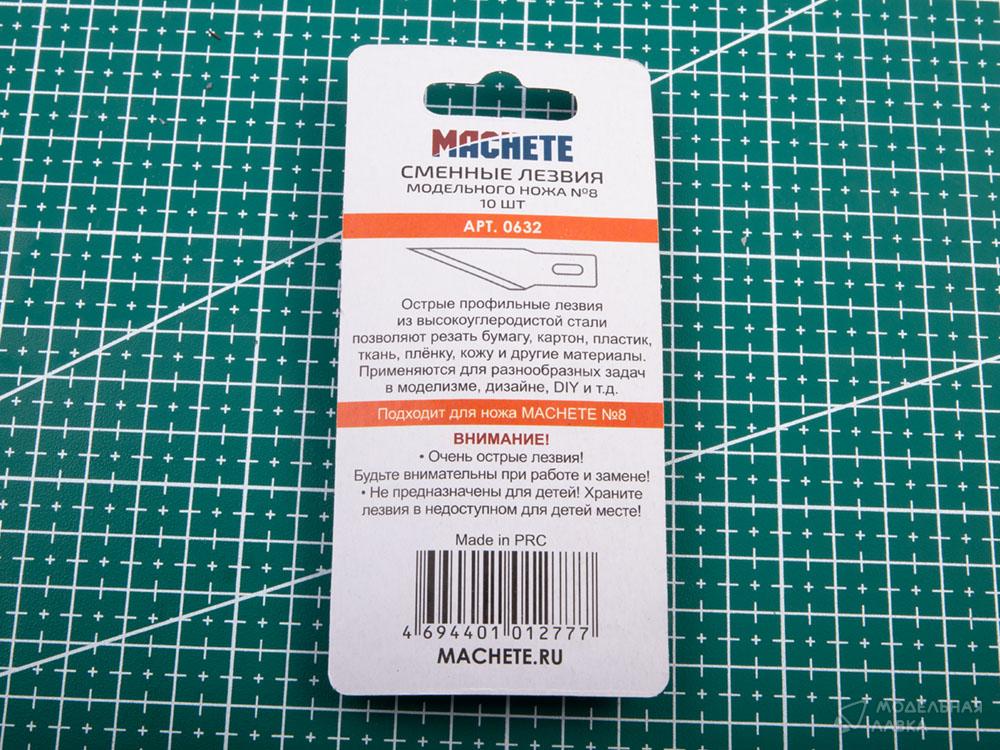 MACHETE
СМЕННЫЕ ЛЕЗВИЯ
МОДЕЛЬНОГО НОЖА №8
10 ШТ
АРТ. 0632
Острые профильные лезвия
из высокоуглеродистой стали
позволяют резать бумагу, картон, пластик,
ткань, плёнку, кожу и другие материалы.
Применяются для разнообразных задач
в моделизме, дизайне, DIY и т.д.
Подходит для ножа MACHETE №8
ВНИМАНИЕ!
• Очень острые лезвия!
Будьте внимательны при работе и замене!
• Не предназначены для детей! Храните
лезвия в недоступном для детей месте!
Made in PRC
4 694401 012777
MACHETE.RU
МОДЕЛЬНАЯ
ЛАВКА